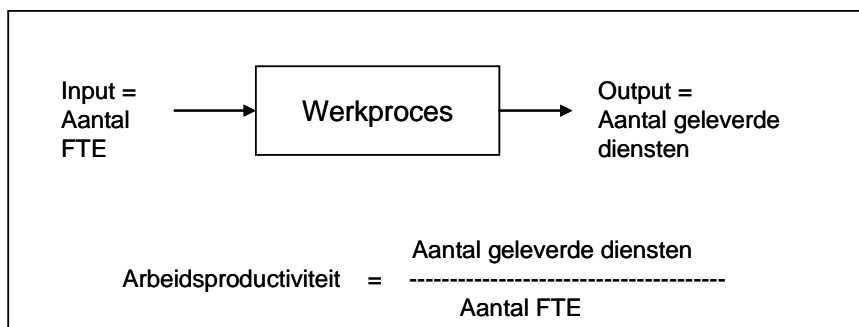 Input =
Aantal
FTE
Werkproces
Output =
Aantal geleverde
diensten
Aantal geleverde diensten
Arbeidsproductiviteit = ---------------------------------------
Aantal FTE